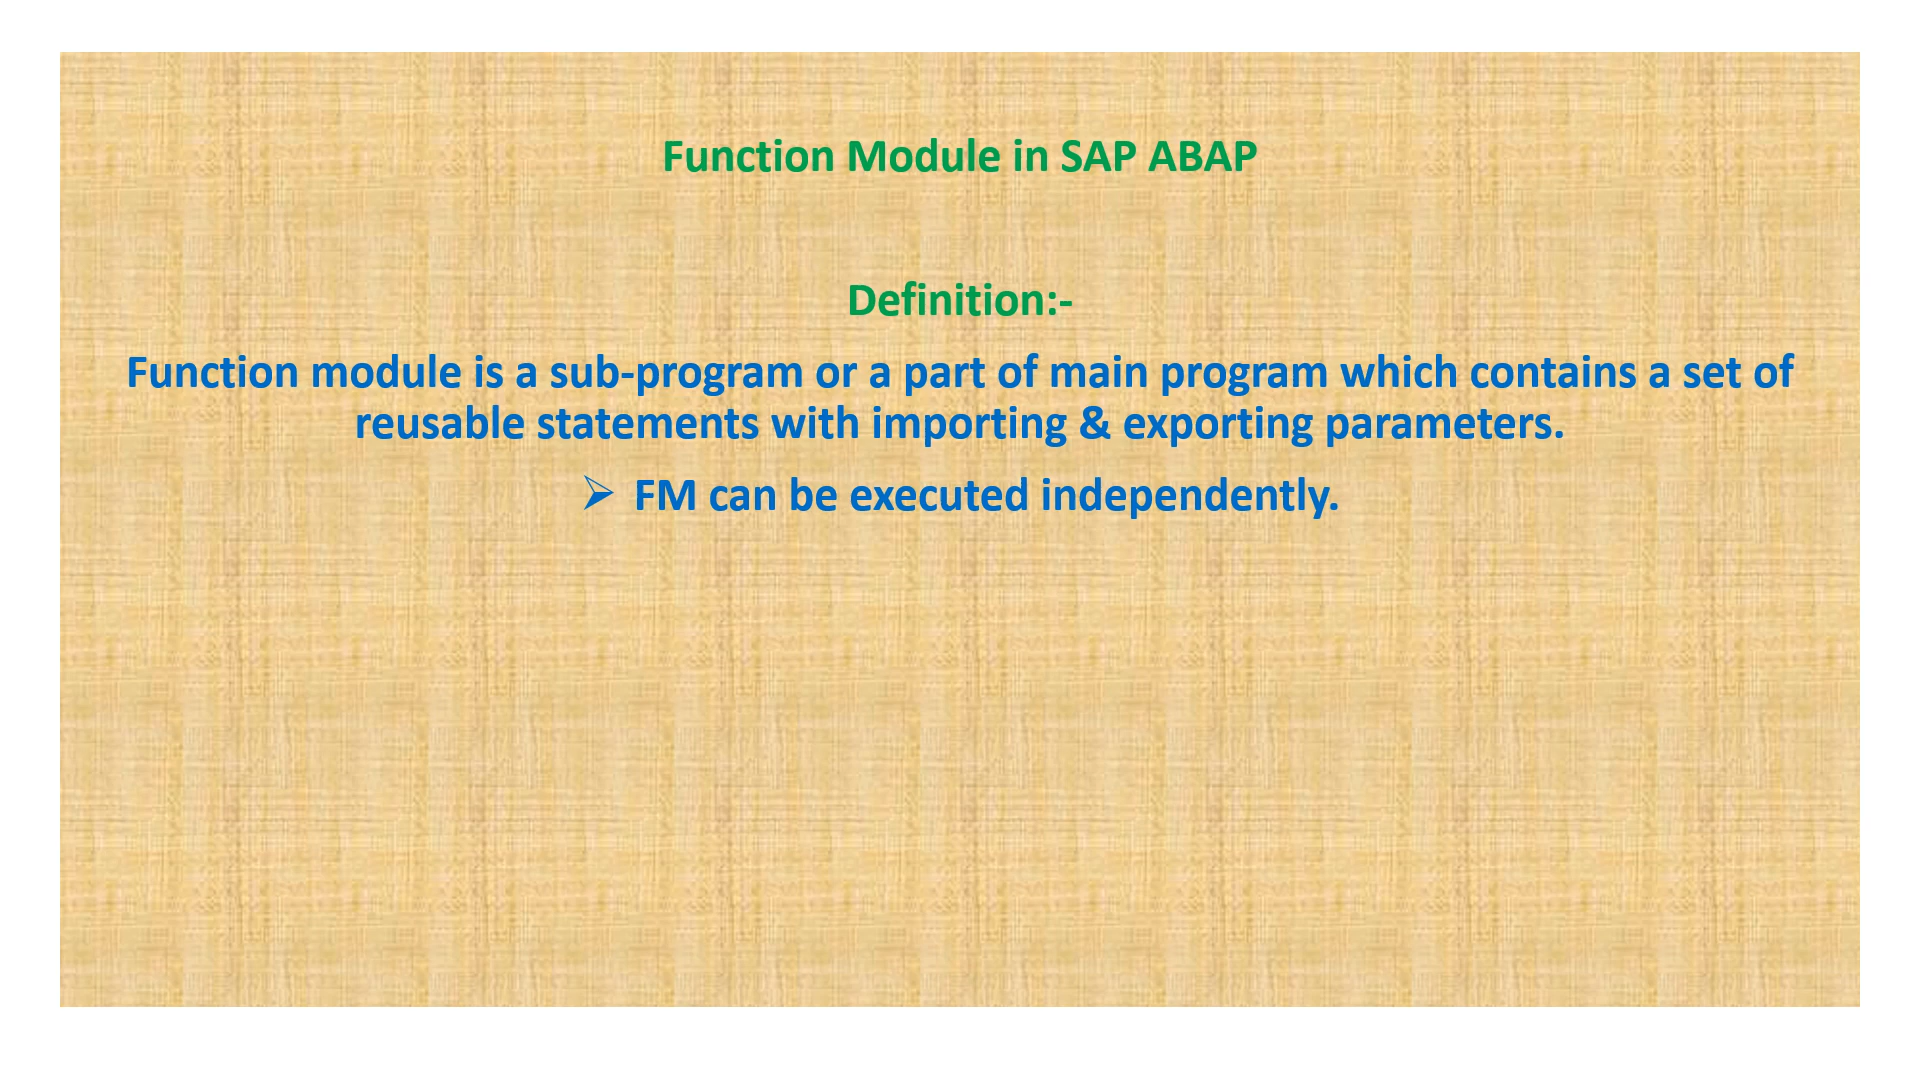 Function Module in SAP ABAP
Definition:-
Function module is a sub-program or a part of main program which contains a set of
reusable statements with importing & exporting parameters.
➢ FM can be executed independently.